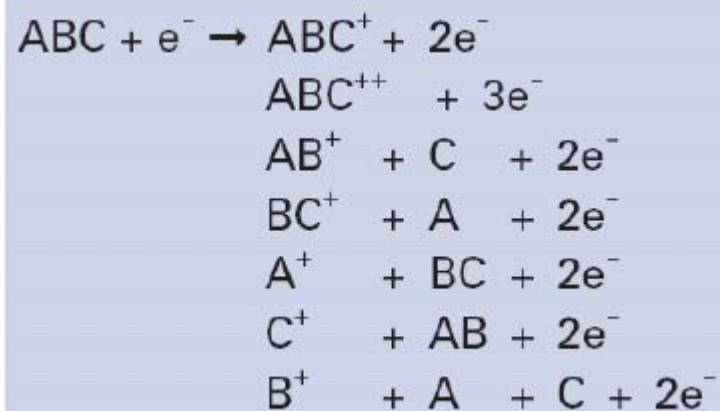 ABC + e⁻ → ABC⁺ + 2e⁻
ABC⁺⁺ + 3e⁻
AB⁺ + C + 2e⁻
BC⁺ + A + 2e⁻
A⁺ + BC + 2e⁻
C⁺ + AB + 2e⁻
B⁺ + A + C + 2e⁻